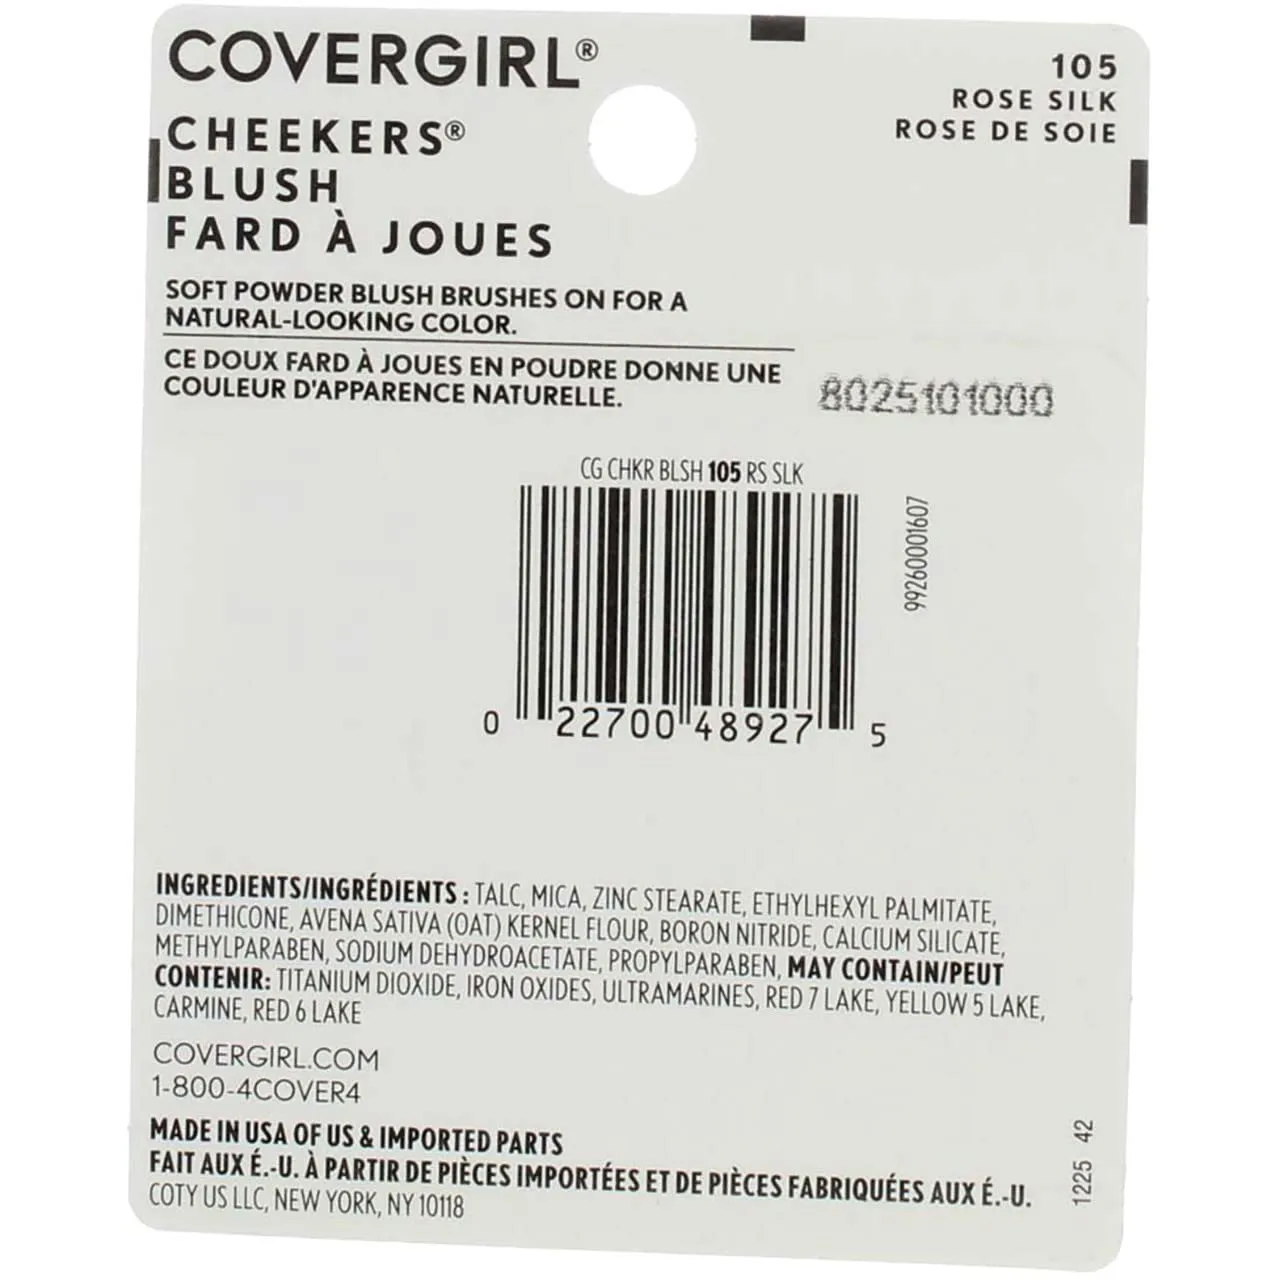 COVERGIRL®
CHEEKERS®
BLUSH
FARD À JOUES
105
ROSE SILK
ROSE DE SOIE
SOFT POWDER BLUSH BRUSHES ON FOR A
NATURAL-LOOKING COLOR.
CE DOUX FARD À JOUES EN POUDRE DONNE UNE
COULEUR D'APPARENCE NATURELLE.
8025101000
CG CHKR BLSH 105 RS SLK
99260001607
0 22700 48927 5
INGREDIENTS/INGRÉDIENTS : TALC, MICA, ZINC STEARATE, ETHYLHEXYL PALMITATE,
DIMETHICONE, AVENA SATIVA (OAT) KERNEL FLOUR, BORON NITRIDE, CALCIUM SILICATE,
METHYLPARABEN, SODIUM DEHYDROACETATE, PROPYLPARABEN, MAY CONTAIN/PEUT
CONTENIR: TITANIUM DIOXIDE, IRON OXIDES, ULTRAMARINES, RED 7 LAKE, YELLOW 5 LAKE,
CARMINE, RED 6 LAKE
COVERGIRL.COM
1-800-4COVER4
MADE IN USA OF US & IMPORTED PARTS
FAIT AUX É.-U. À PARTIR DE PIÈCES IMPORTÉES ET DE PIÈCES FABRIQUÉES AUX É.-U.
COTY US LLC, NEW YORK, NY 10118
1225 42